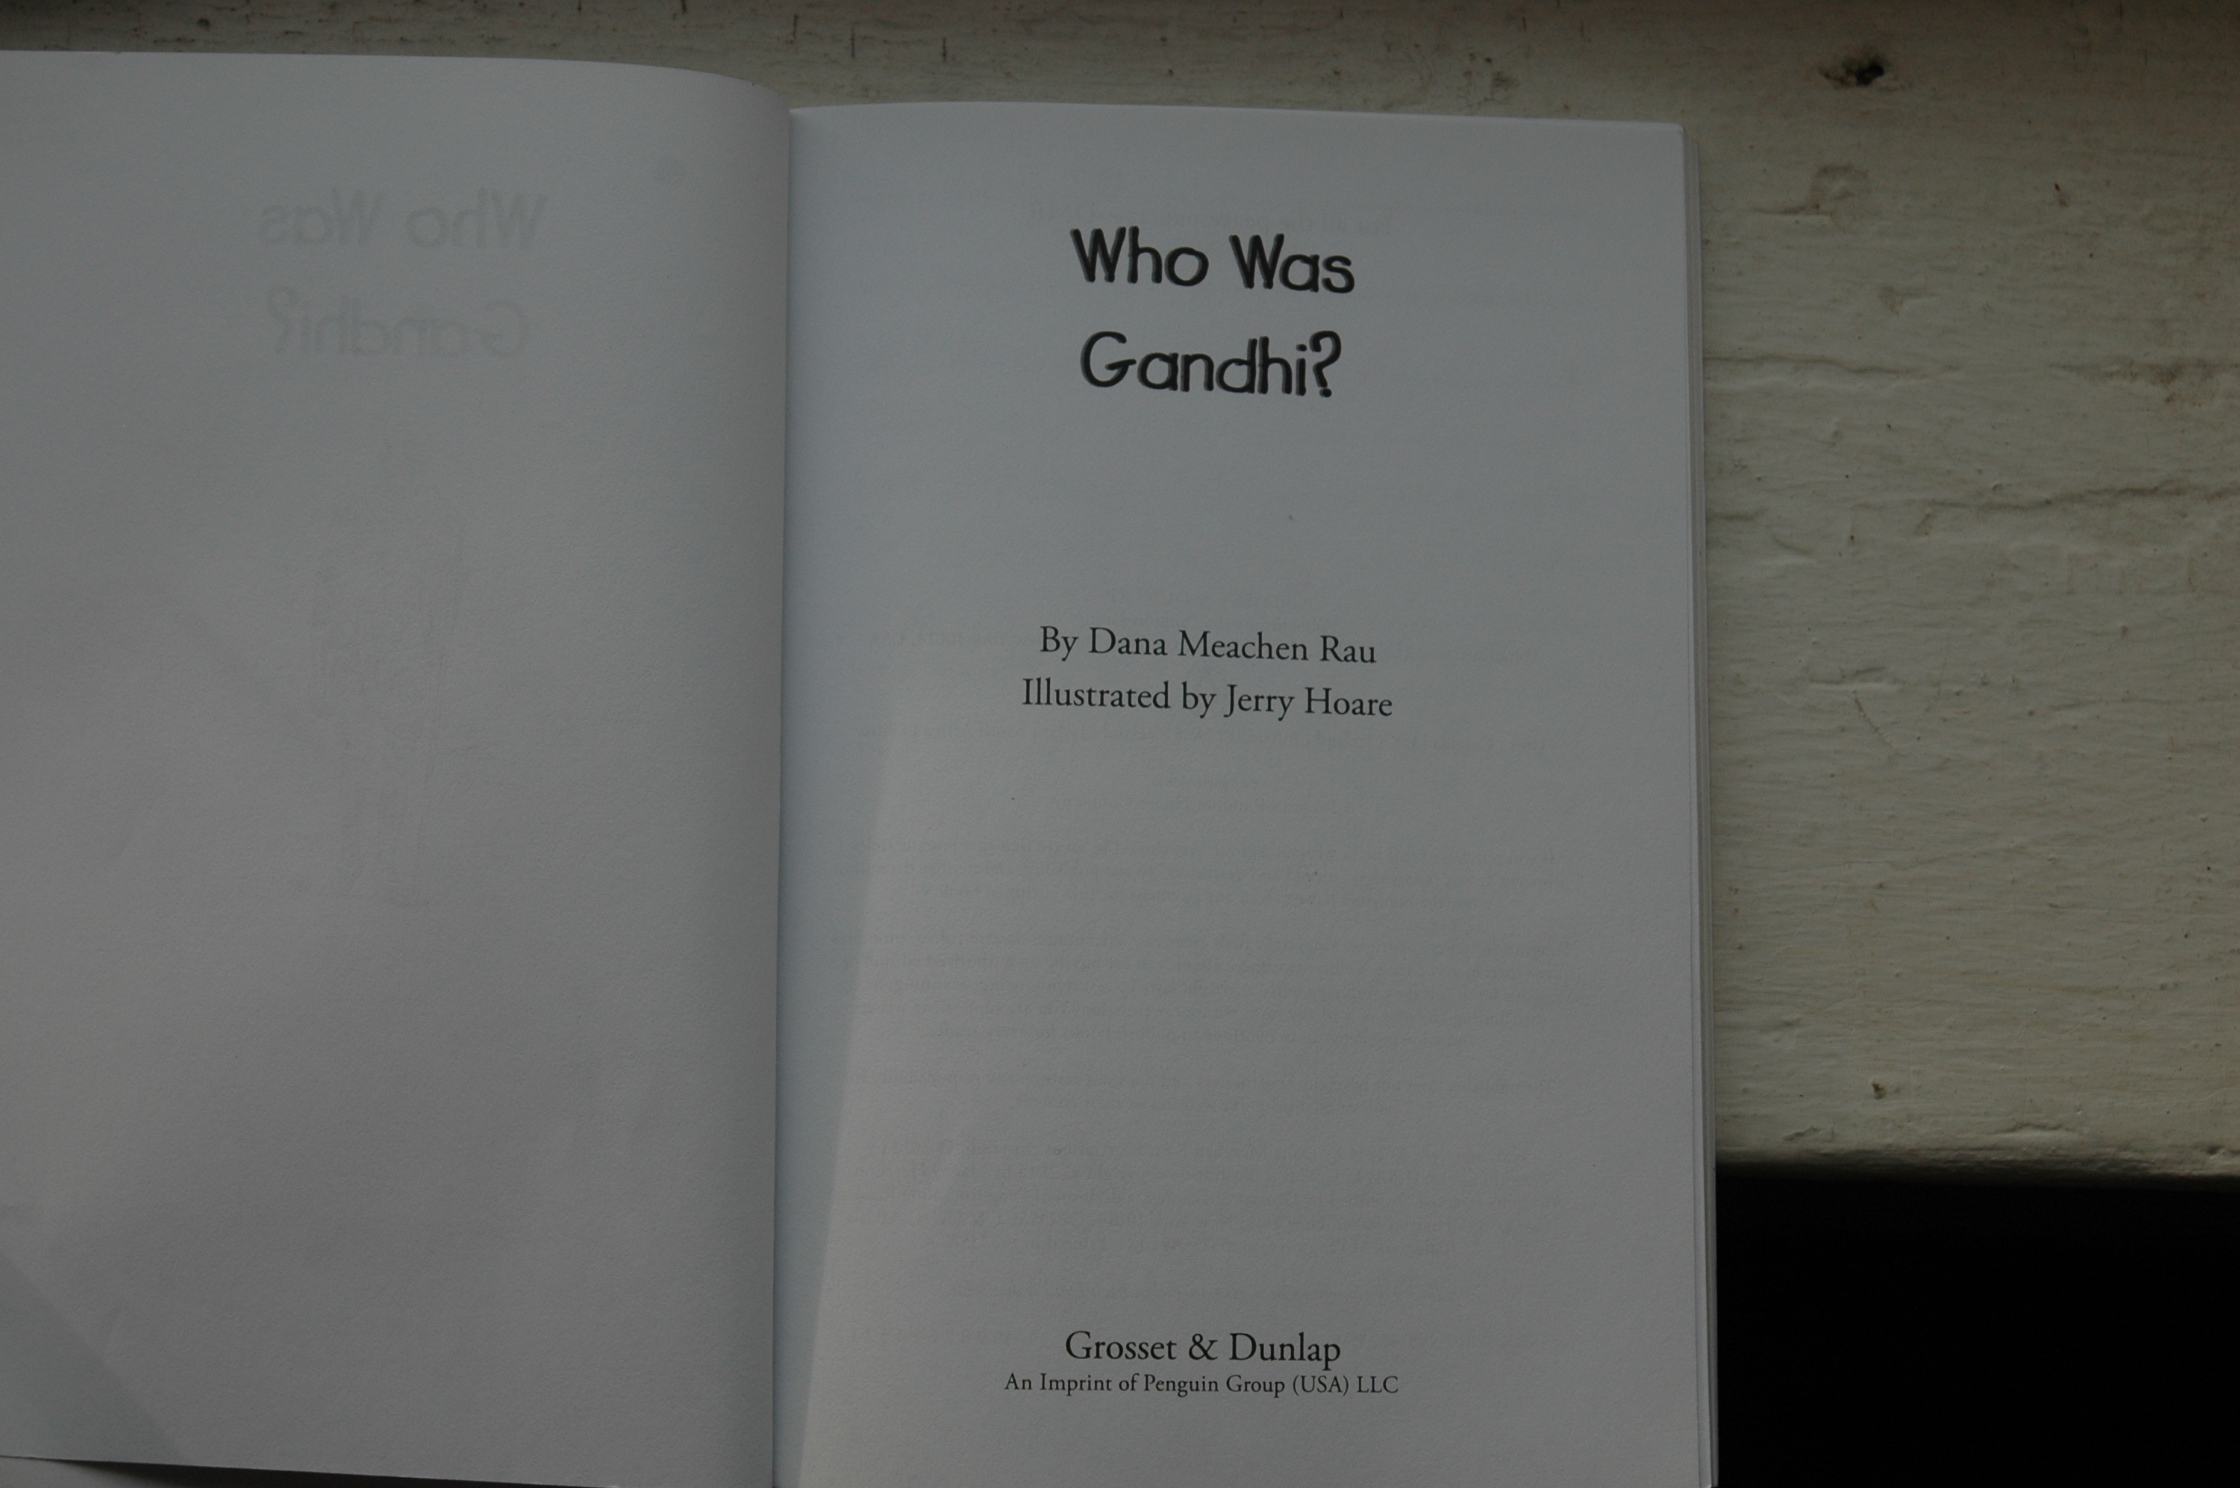 Who Was
Gandhi?
By Dana Meachen Rau
Illustrated by Jerry Hoare
Grosset & Dunlap
An Imprint of Penguin Group (USA) LLC